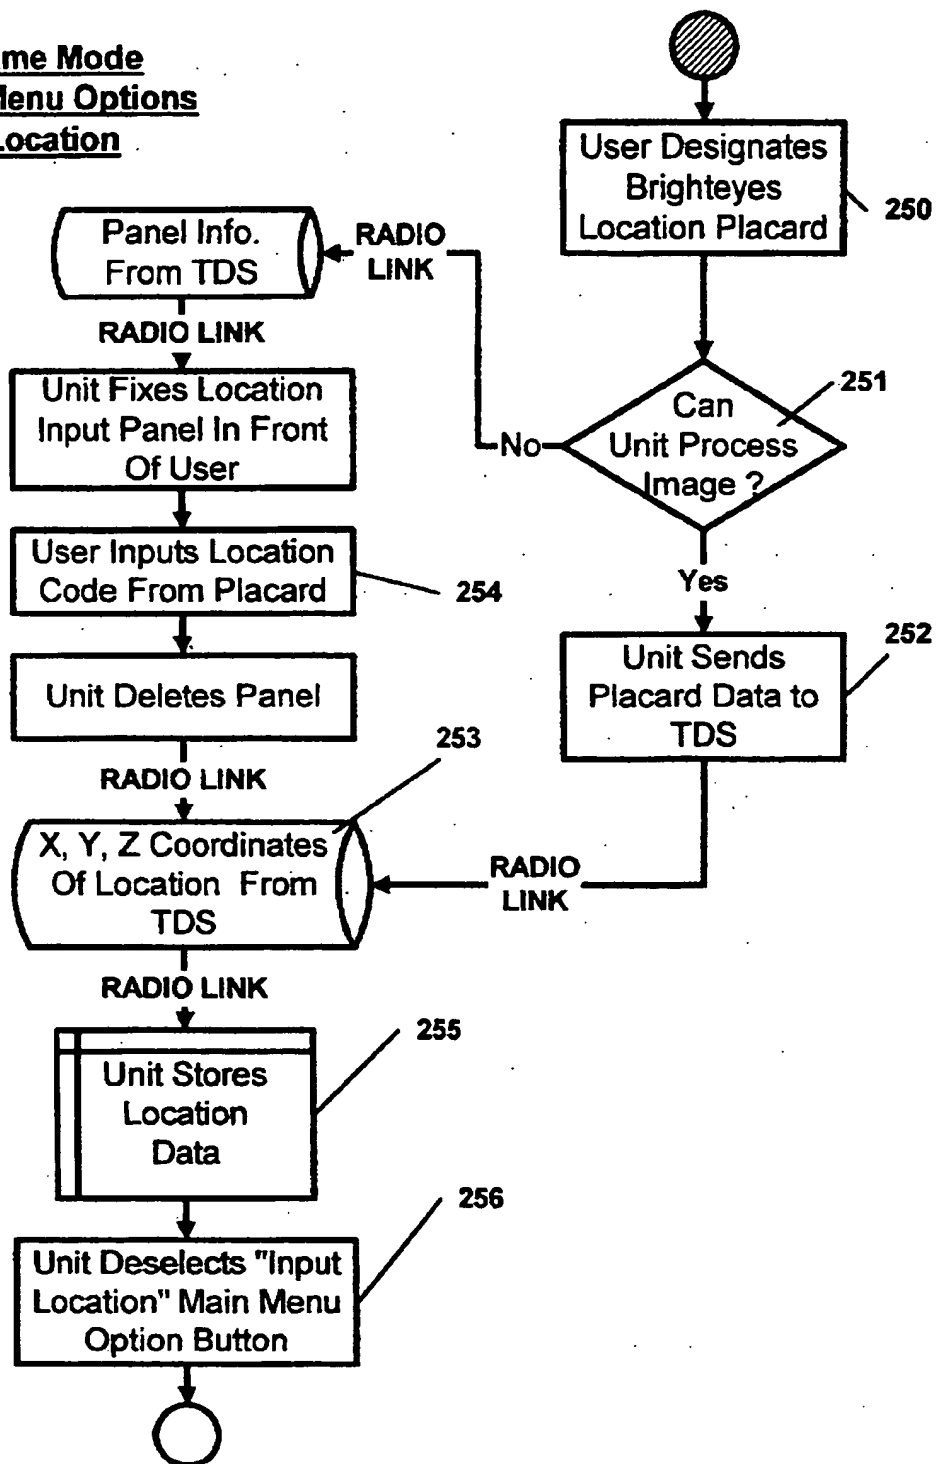 me Mode
Menu Options
Location
User Designates
Brighteyes
Location Placard
250
Panel Info.
From TDS
RADIO
LINK
RADIO LINK
Unit Fixes Location
Input Panel In Front
Of User
Can
Unit Process
Image ?
251
No
Yes
User Inputs Location
Code From Placard
254
Unit Sends
Placard Data to
TDS
252
Unit Deletes Panel
RADIO LINK
253
X, Y, Z Coordinates
Of Location From
TDS
RADIO
LINK
RADIO LINK
Unit Stores
Location
Data
255
Unit Deselects "Input
Location" Main Menu
Option Button
256